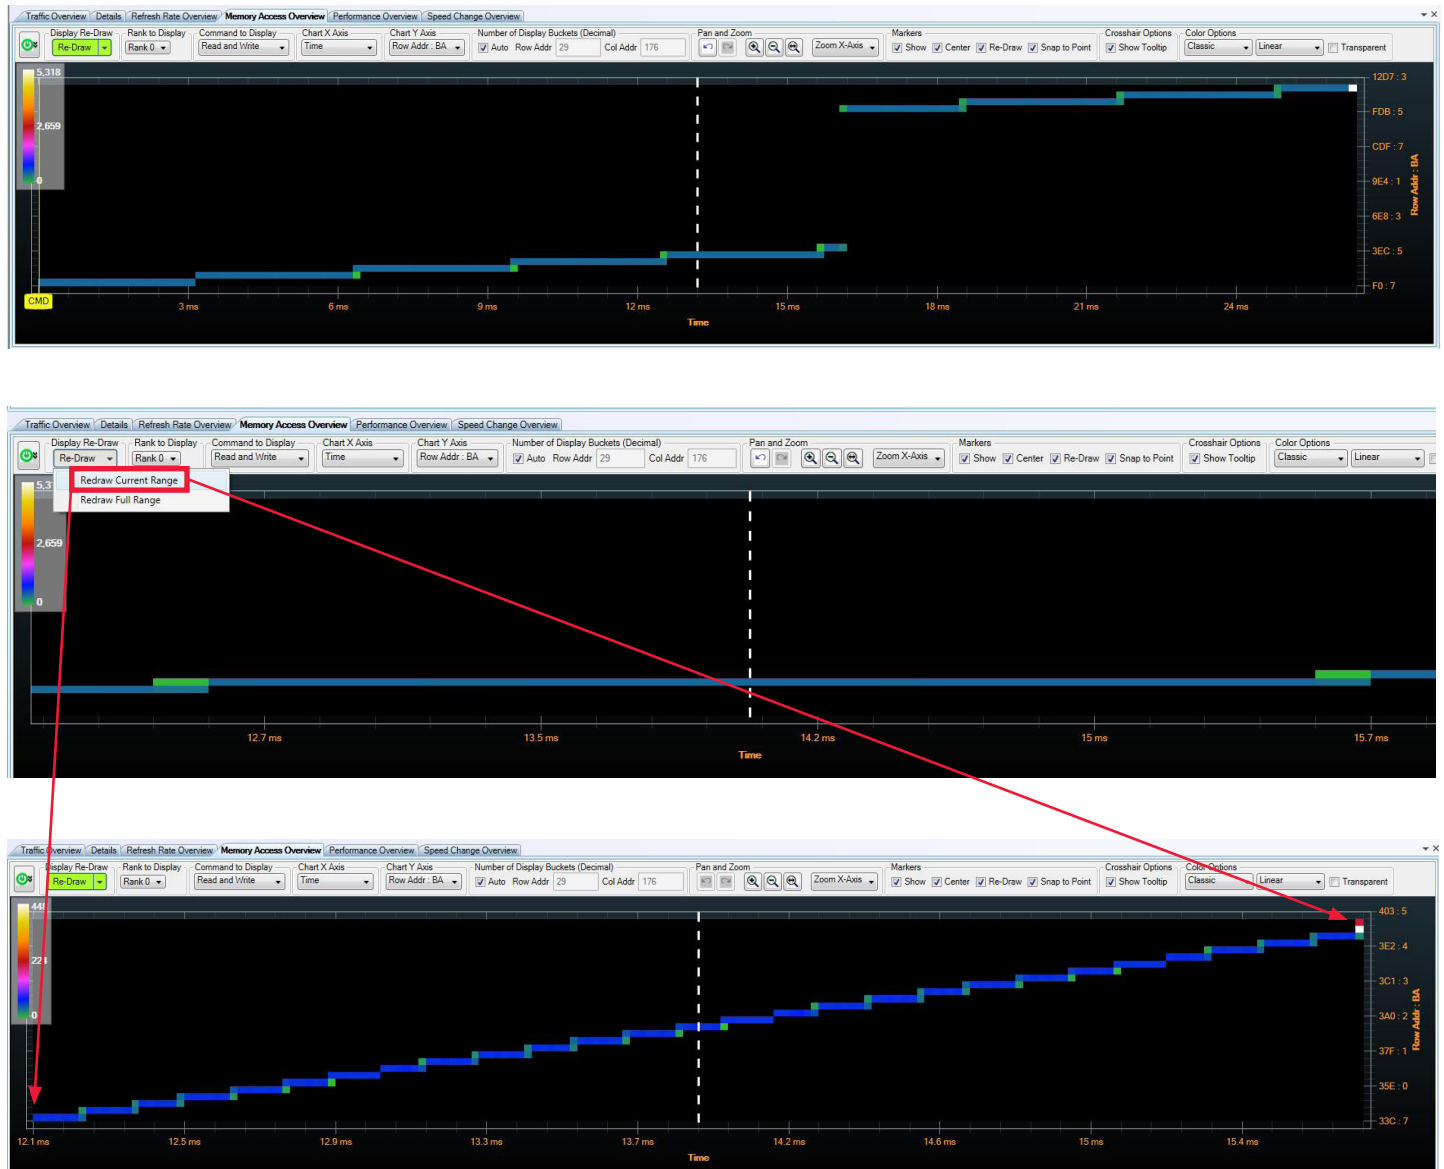 Traffic Overview Details Refresh Rate Overview Memory Access Overview Performance Overview Speed Change Overview
Display Re-Draw Rank to Display Command to Display Chart X Axis Chart Y Axis Number of Display Buckets (Decimal) Pan and Zoom Markers Crosshair Options Color Options
Re-Draw Rank 0 Read and Write Time Row Addr : BA Auto Row Addr 29 Col Addr 176 Zoom X-Axis Show Center Re-Draw Snap to Point Show Tooltip Classic Linear Transparent
5,318
12D7 : 3
FDB : 5
2,659
CDF : 7
0
9E4 : 1
6E8 : 3
3EC : 5
F0 : 7
Row Addr : BA
CMD
3 ms 6 ms 9 ms 12 ms 15 ms 18 ms 21 ms 24 ms
Time
Traffic Overview Details Refresh Rate Overview Memory Access Overview Performance Overview Speed Change Overview
Display Re-Draw Rank to Display Command to Display Chart X Axis Chart Y Axis Number of Display Buckets (Decimal) Pan and Zoom Markers Crosshair Options Color Options
Re-Draw Rank 0 Read and Write Time Row Addr : BA Auto Row Addr 29 Col Addr 176 Zoom X-Axis Show Center Re-Draw Snap to Point Show Tooltip Classic Linear
Redraw Current Range
5,3
Redraw Full Range
2,659
0
12.7 ms 13.5 ms 14.2 ms 15 ms 15.7 ms
Time
Traffic Overview Details Refresh Rate Overview Memory Access Overview Performance Overview Speed Change Overview
Display Re-Draw Rank to Display Command to Display Chart X Axis Chart Y Axis Number of Display Buckets (Decimal) Pan and Zoom Markers Crosshair Options Color Options
Re-Draw Rank 0 Read and Write Time Row Addr : BA Auto Row Addr 29 Col Addr 176 Zoom X-Axis Show Center Re-Draw Snap to Point Show Tooltip Classic Linear Transparent
448
403 : 5
3E2 : 4
224
3C1 : 3
0
3A0 : 2
37F : 1
35E : 0
33C : 7
Row Addr : BA
12.1 ms 12.5 ms 12.9 ms 13.3 ms 13.7 ms 14.2 ms 14.6 ms 15 ms 15.4 ms
Time